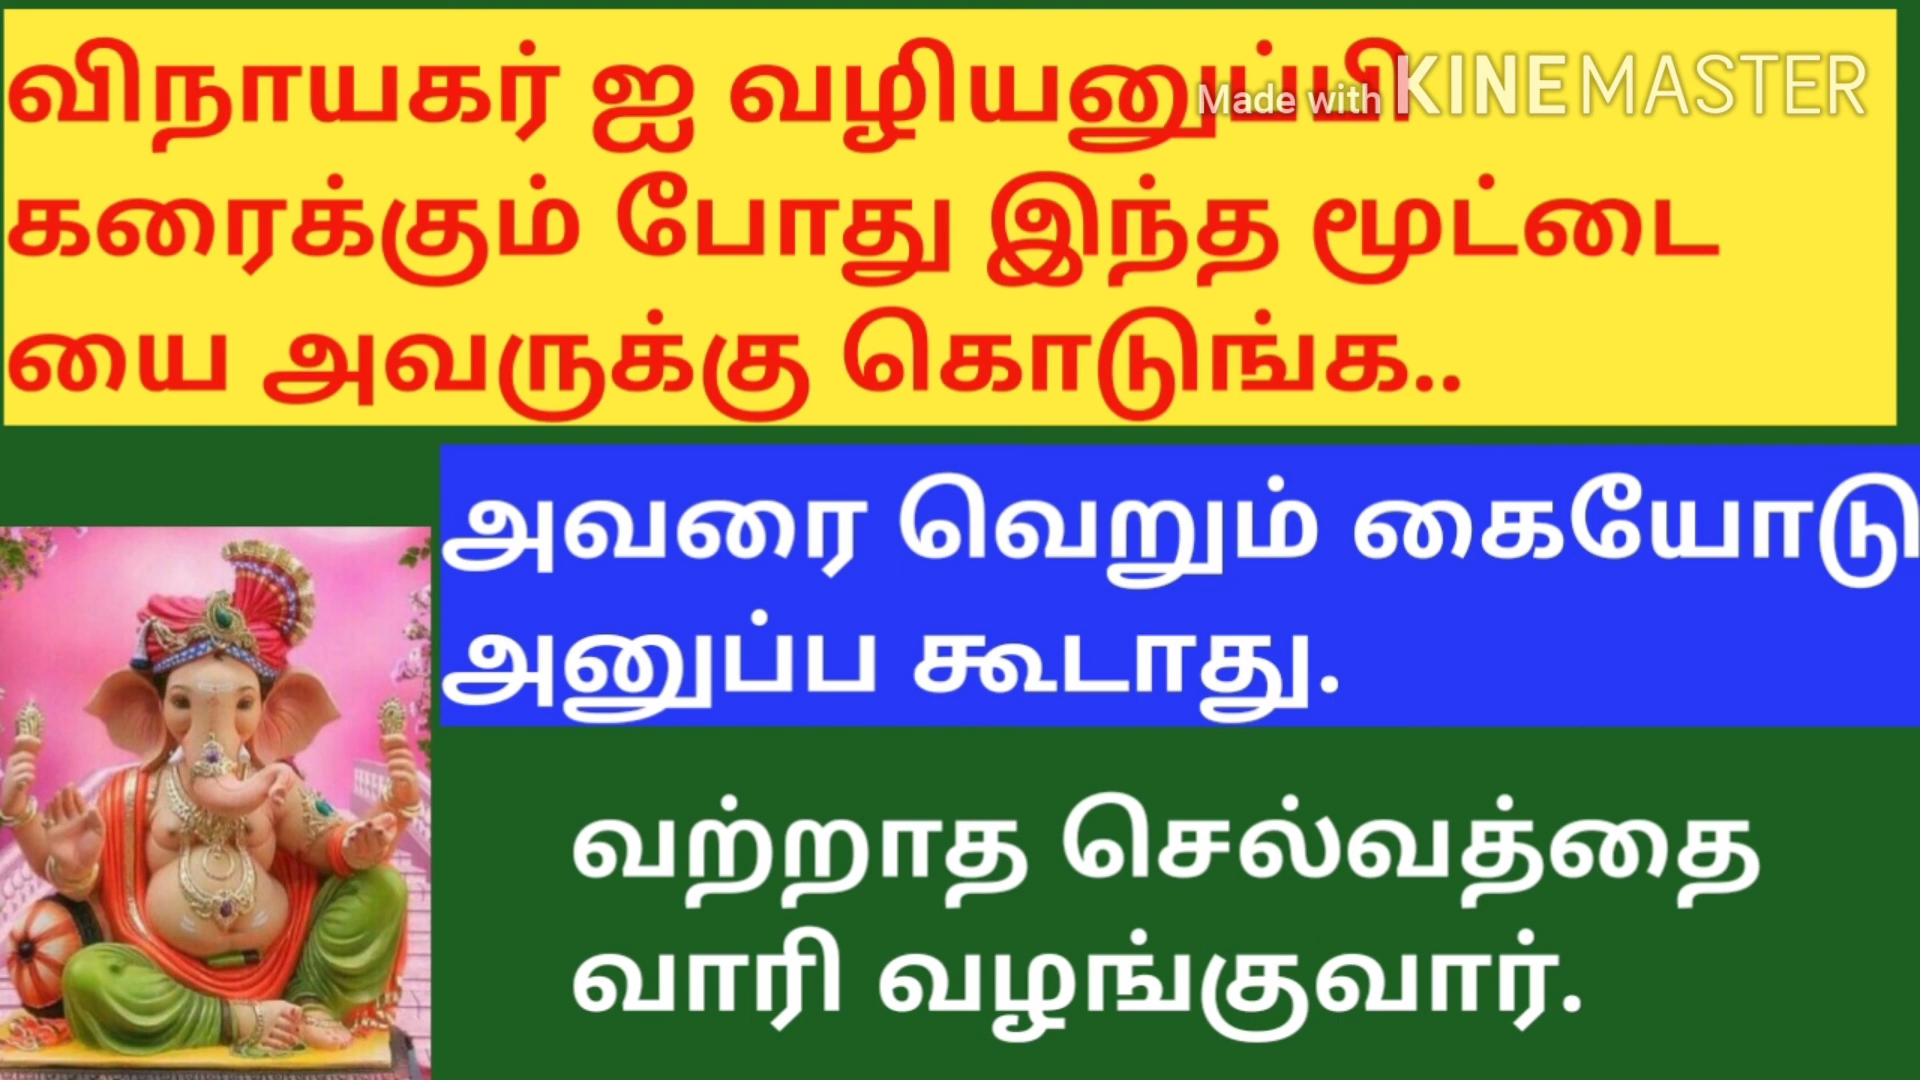 விநாயகர் ஐ வழியனுப்பி
Made with KINEMASTER
கரைக்கும் போது இந்த மூட்டை
யை அவருக்கு கொடுங்க..
அவரை வெறும் கையோடு
அனுப்ப கூடாது.
வற்றாத செல்வத்தை
வாரி வழங்குவார்.